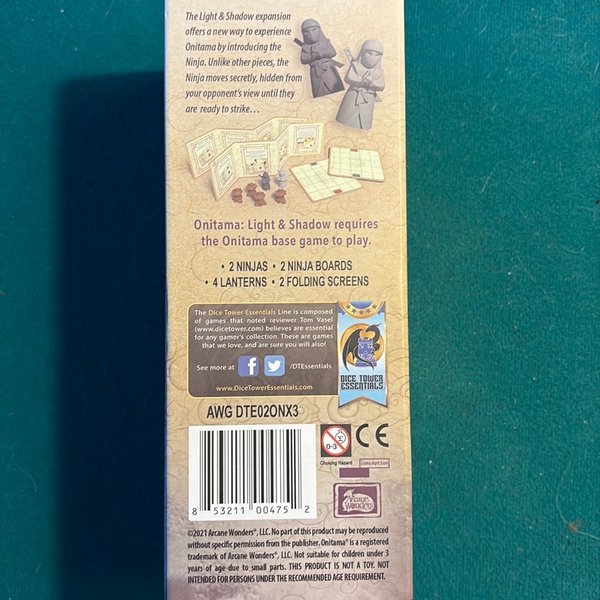 The Light & Shadow expansion
offers a new way to experience
Onitama by introducing the
Ninja. Unlike other pieces, the
Ninja moves secretly, hidden from
your opponent's view until they
are ready to strike…
Onitama: Light & Shadow requires
the Onitama base game to play.
• 2 NINJAS • 2 NINJA BOARDS
• 4 LANTERNS • 2 FOLDING SCREENS
The Dice Tower Essentials Line is composed
of games that noted reviewer Tom Vasel
(www.dicetower.com) believes are essential
for any gamer's collection. These are games
that we love, and are sure you will also!
See more at f /DTEssentials
www.DiceTowerEssentials.com
DICE TOWER
ESSENTIALS
AWG DTE02ONX3
0-3
CE
Choking Hazard
conception
Arcane
Wonders
8 53211 00475 2
©2021 Arcane Wonders®, LLC. No part of this product may be reproduced
without specific permission from the publisher. Onitama® is a registered
trademark of Arcane Wonders®, LLC. Not suitable for children under 3
years of age due to small parts. THIS PRODUCT IS NOT A TOY. NOT
INTENDED FOR PERSONS UNDER THE RECOMMENDED AGE REQUIREMENT.